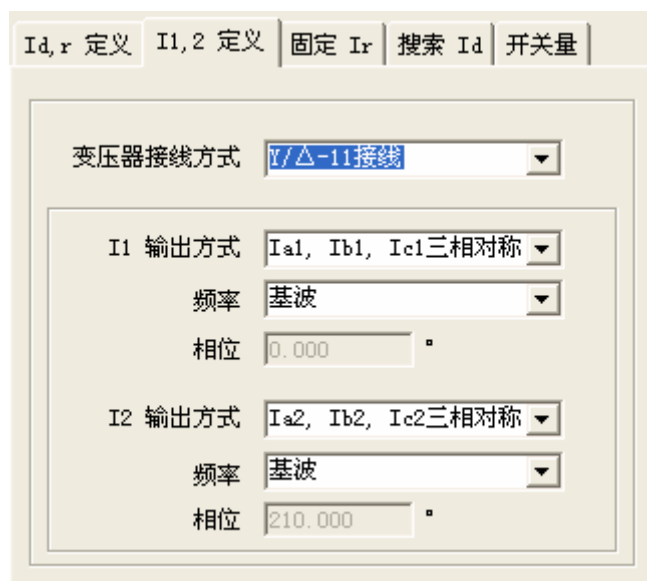 Id,r 定义 I1,2 定义 固定 Ir 搜索 Id 开关量
变压器接线方式 Y/△-11接线
I1 输出方式 Ia1, Ib1, Ic1三相对称
频率 基波
相位 0.000 °
I2 输出方式 Ia2, Ib2, Ic2三相对称
频率 基波
相位 210.000 °